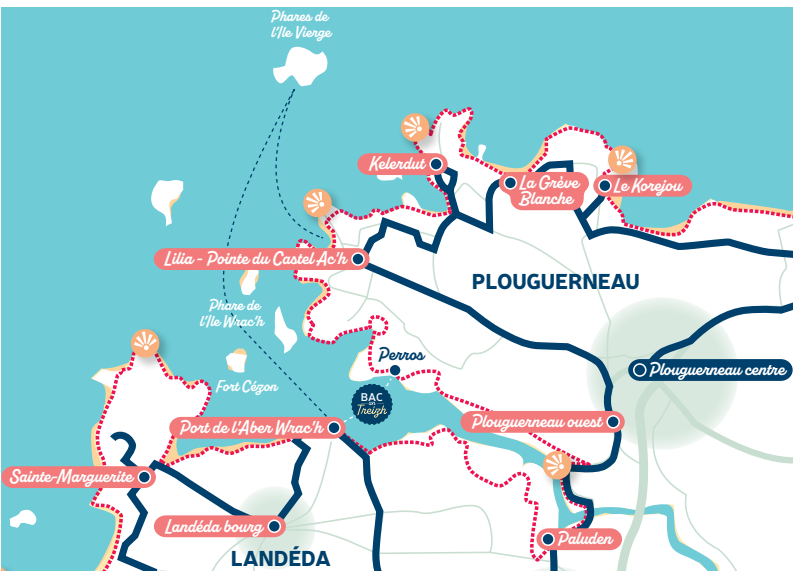 Phares de
l'Ile Vierge
Kelerdut
La Grève
Blanche
Le Korejou
Lilia - Pointe du Castel Ac'h
PLOUGUERNEAU
Phare de
l'Ile Wrac'h
Perros
Plouguerneau centre
Fort Cézon
BAC
an
Treizh
Port de l'Aber Wrac'h
Plouguerneau ouest
Sainte-Marguerite
Landéda bourg
Paluden
LANDÉDA